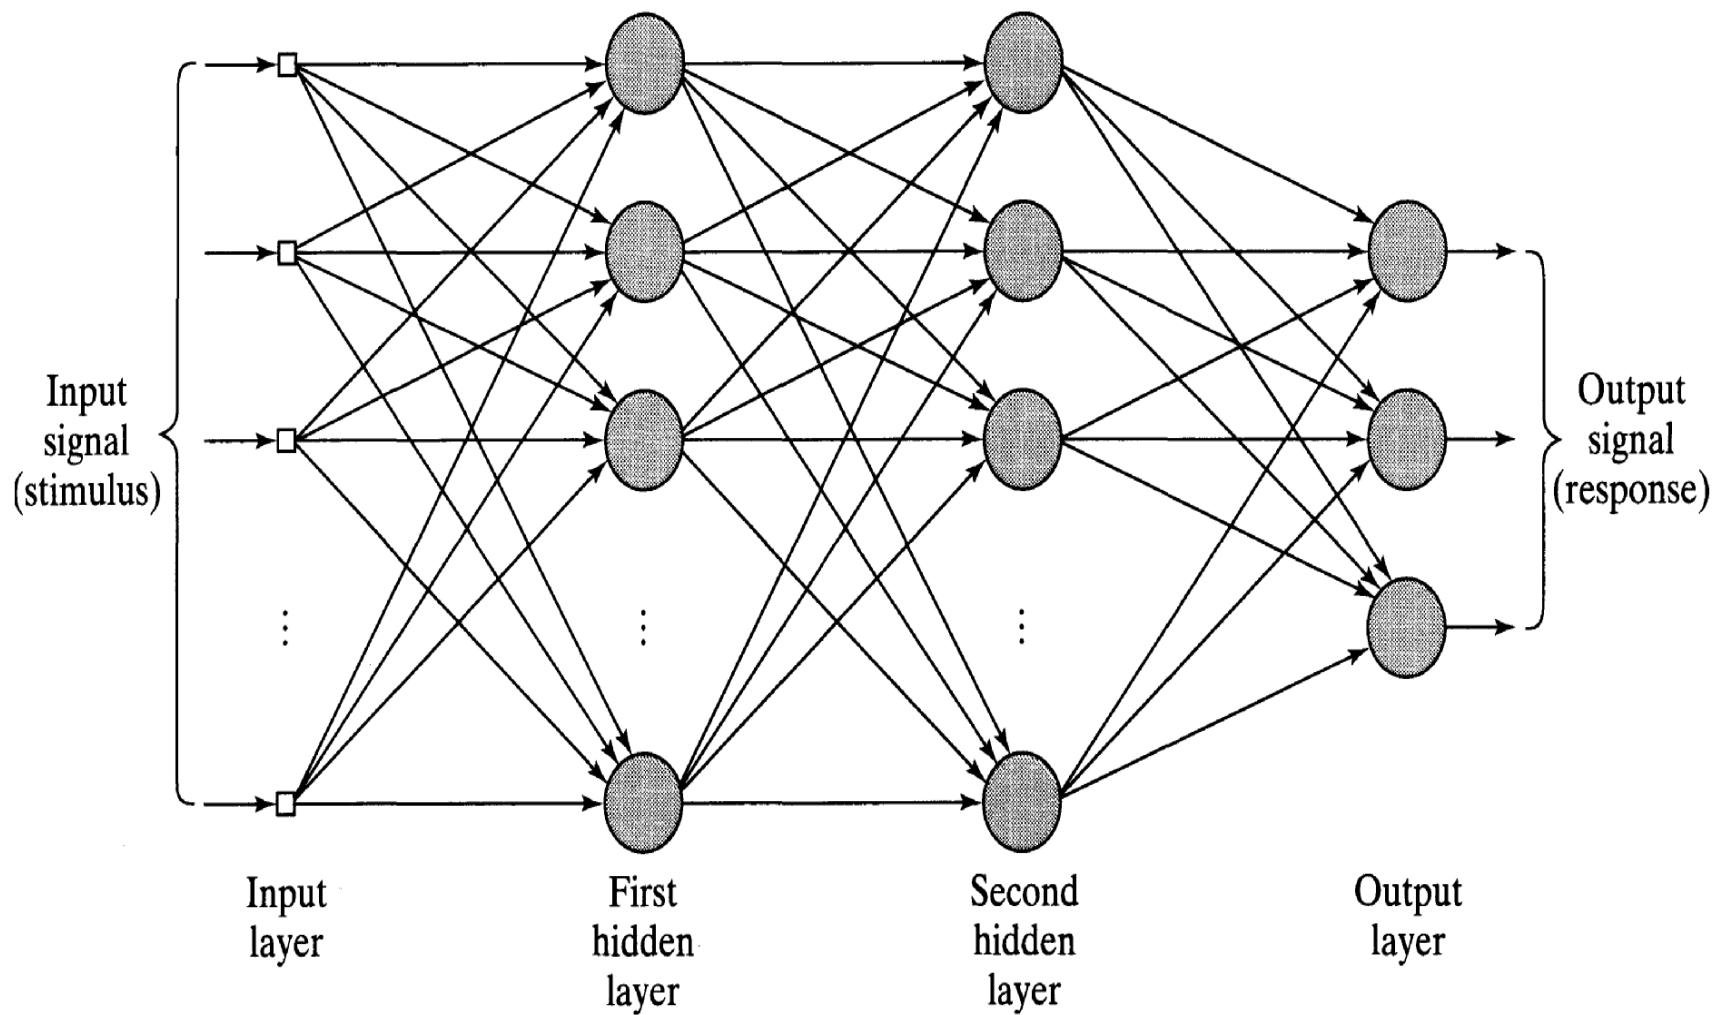 Input
signal
(stimulus)
Output
signal
(response)
Input
layer
First
hidden
layer
Second
hidden
layer
Output
layer